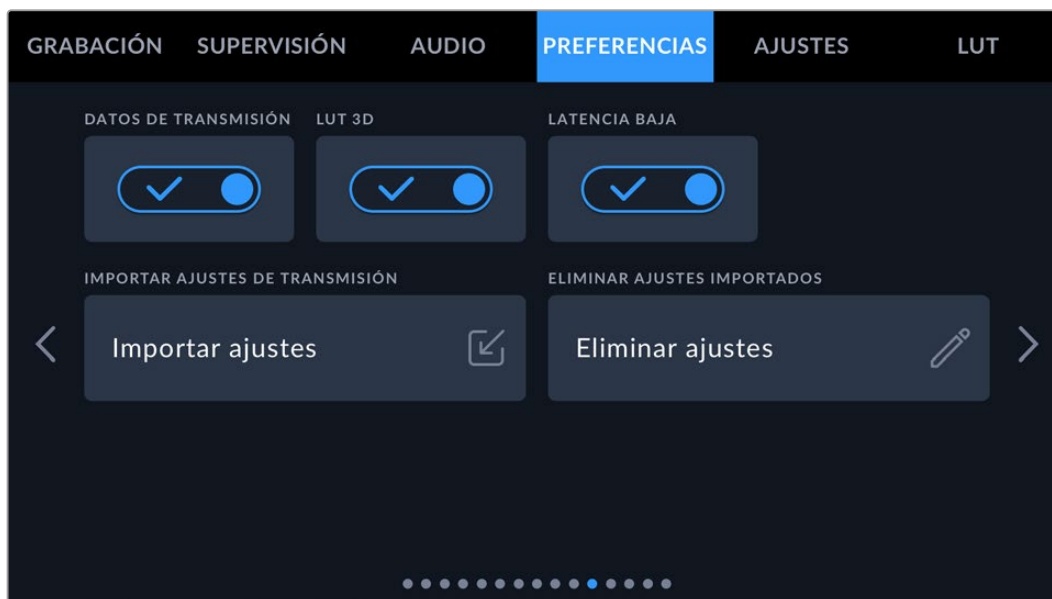 GRABACIÓN SUPERVISIÓN AUDIO PREFERENCIAS AJUSTES LUT
DATOS DE TRANSMISIÓN LUT 3D LATENCIA BAJA
IMPORTAR AJUSTES DE TRANSMISIÓN ELIMINAR AJUSTES IMPORTADOS
Importar ajustes Eliminar ajustes